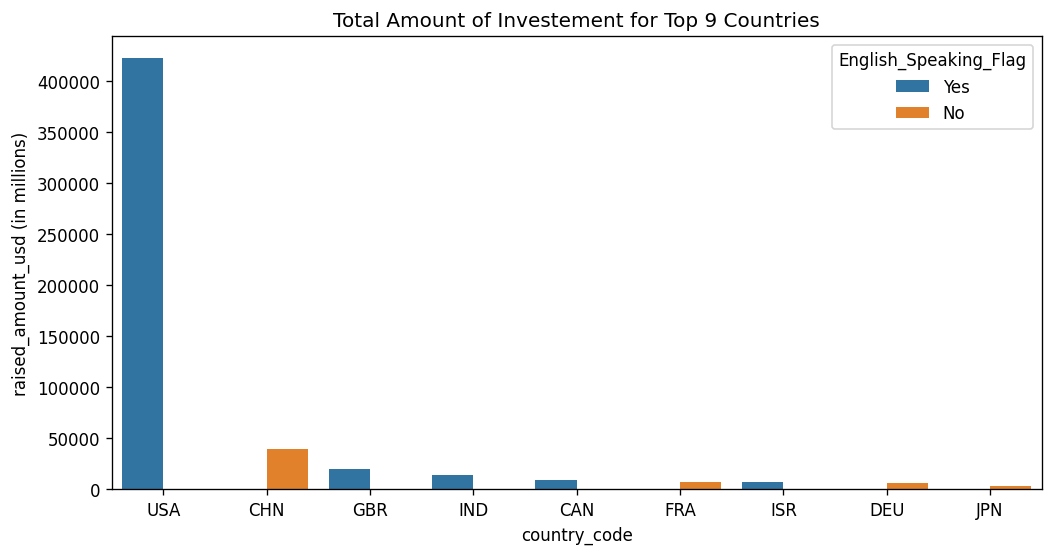 Total Amount of Investement for Top 9 Countries
English_Speaking_Flag
Yes
No
raised_amount_usd (in millions)
400000
350000
300000
250000
200000
150000
100000
50000
0
USA CHN GBR IND CAN FRA ISR DEU JPN
country_code